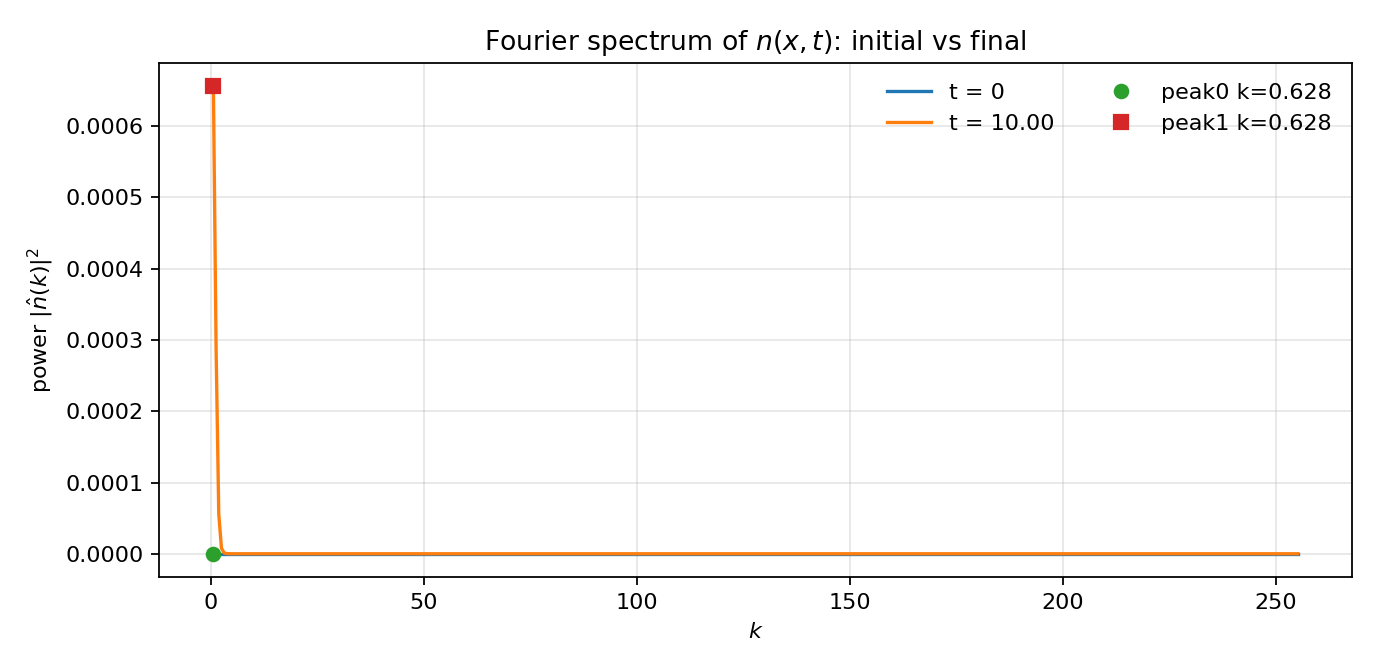 Fourier spectrum of n(x, t): initial vs final
t = 0
t = 10.00
peak0 k=0.628
peak1 k=0.628
power |n̂(k)|²
0.0006
0.0005
0.0004
0.0003
0.0002
0.0001
0.0000
0 50 100 150 200 250
k